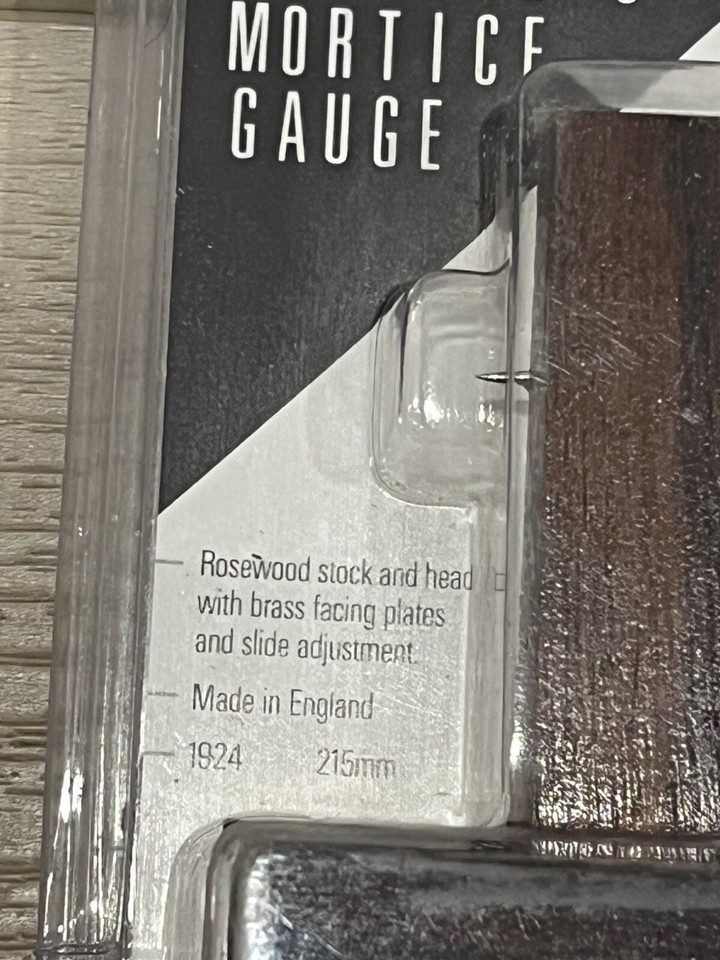 MORTICE
GAUGE
Rosewood stock and head
with brass facing plates
and slide adjustment.
Made in England
1924 215mm